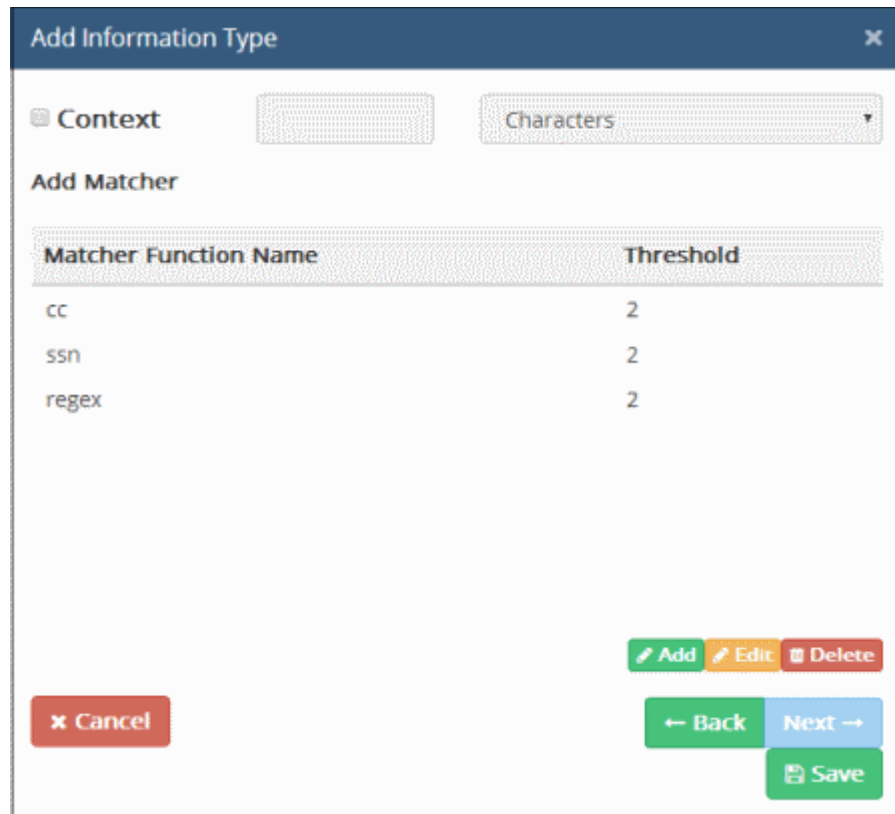 Add Information Type ×
Context Characters
Add Matcher
Matcher Function Name Threshold
cc 2
ssn 2
regex 2
Add Edit Delete
× Cancel ← Back Next →
Save